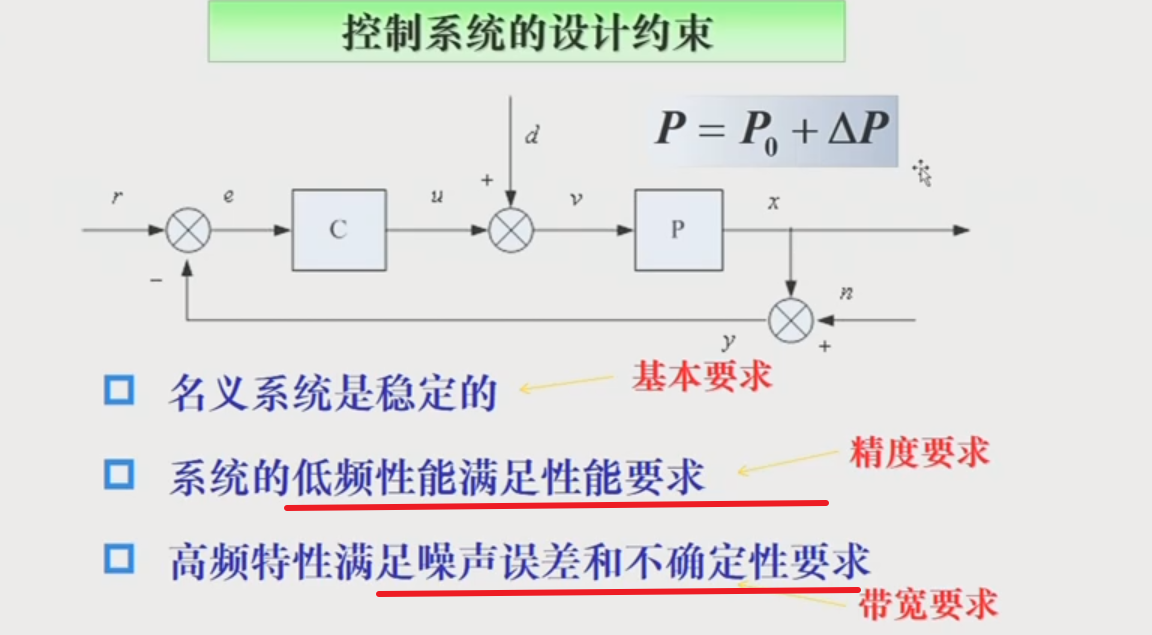 控制系统的设计约束
P = P₀ + ΔP
d
+
r
e
C
u
v
P
x
−
n
y
+
名义系统是稳定的
基本要求
系统的低频性能满足性能要求
精度要求
高频特性满足噪声误差和不确定性要求
带宽要求